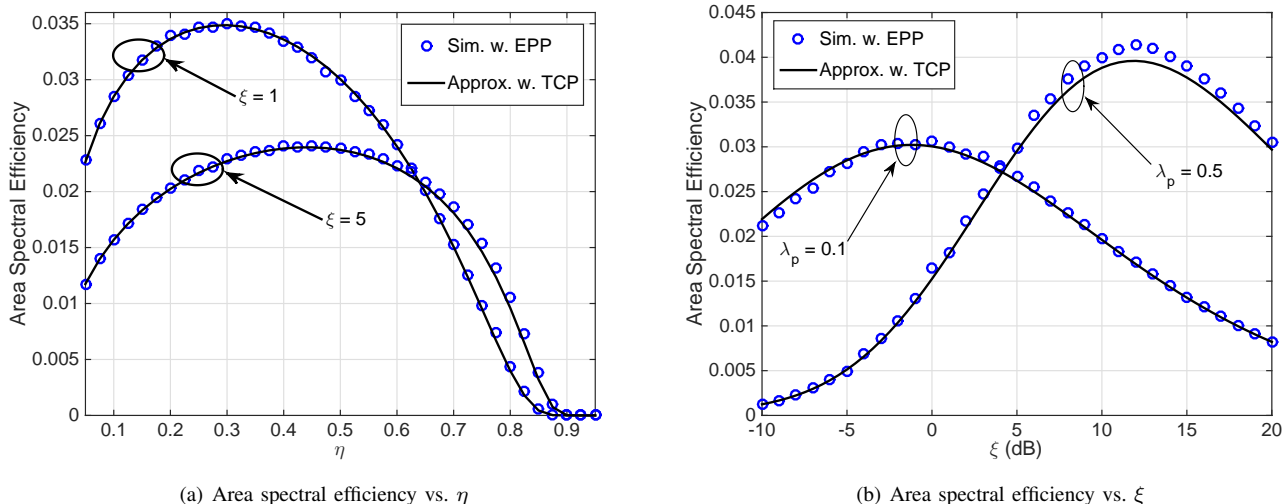 0.035
0.03
0.025
0.02
0.015
0.01
0.005
0
Area Spectral Efficiency
0.1 0.2 0.3 0.4 0.5 0.6 0.7 0.8 0.9
η
Sim. w. EPP
Approx. w. TCP
ξ = 1
ξ = 5
(a) Area spectral efficiency vs. η
0.045
0.04
0.035
0.03
0.025
0.02
0.015
0.01
0.005
0
Area Spectral Efficiency
-10 -5 0 5 10 15 20
ξ (dB)
Sim. w. EPP
Approx. w. TCP
λp = 0.5
λp = 0.1
(b) Area spectral efficiency vs. ξ